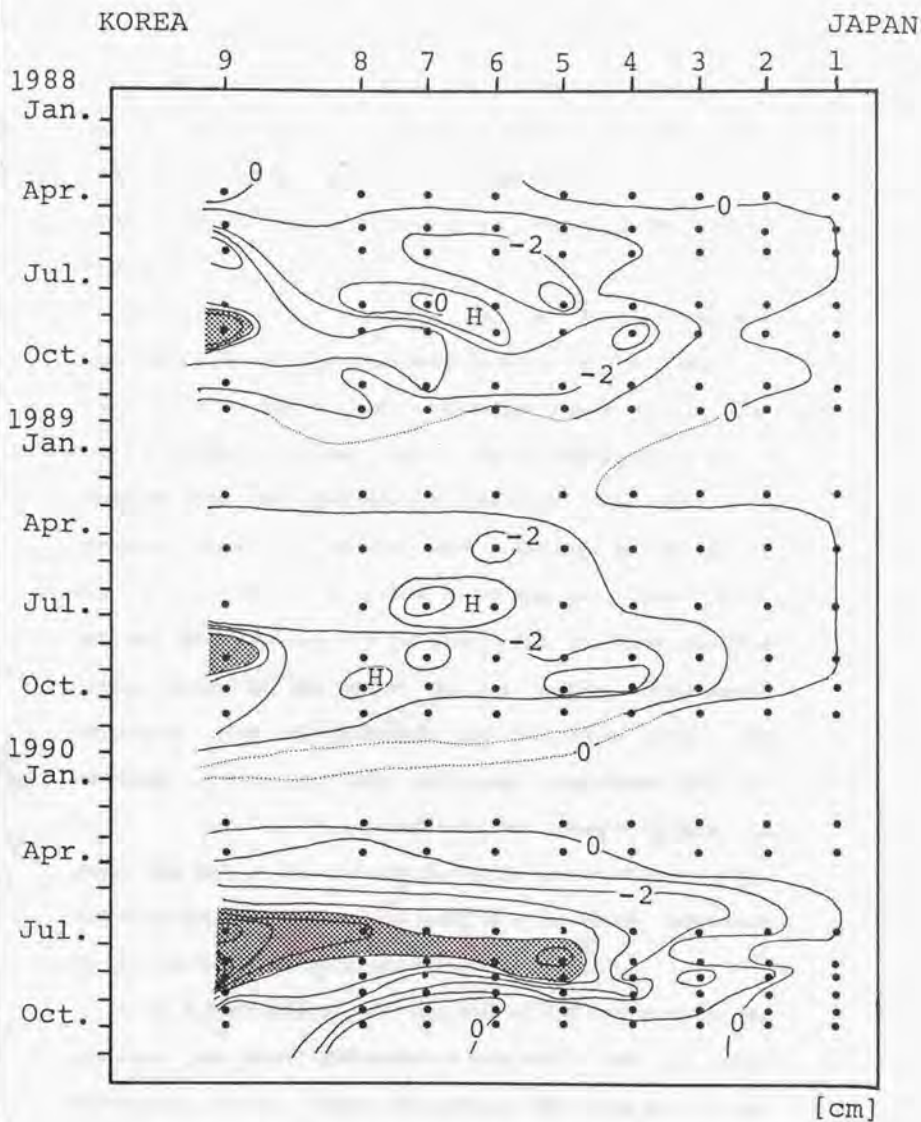 KOREA JAPAN
9 8 7 6 5 4 3 2 1
1988
Jan.
0
Apr.
0
-2
Jul.
0
H
Oct.
-2
1989
0
Jan.
Apr.
-2
Jul.
H
-2
Oct.
H
1990
0
Jan.
Apr.
0
-2
Jul.
Oct.
0
0
[cm]